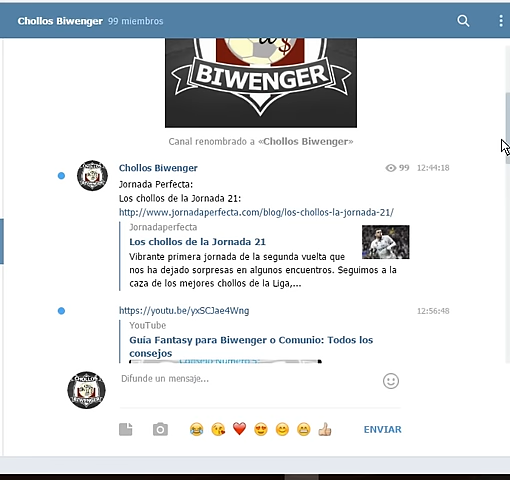 Chollos Biwenger 99 miembros
BIWENGER
Canal renombrado a «Chollos Biwenger»
Chollos Biwenger 99 12:44:18
Jornada Perfecta:
Los chollos de la Jornada 21:
http://www.jornadaperfecta.com/blog/los-chollos-la-jornada-21/
Jornadaperfecta
Los chollos de la Jornada 21
Vibrante primera jornada de la segunda vuelta que
nos ha dejado sorpresas en algunos encuentros. Seguimos a la
caza de los mejores chollos de la Liga,...
https://youtu.be/yxSCJae4Wng 12:56:48
YouTube
Guía Fantasy para Biwenger o Comunio: Todos los
consejos
CHOLLOS
BIWENGER
Difunde un mensaje...
ENVIAR